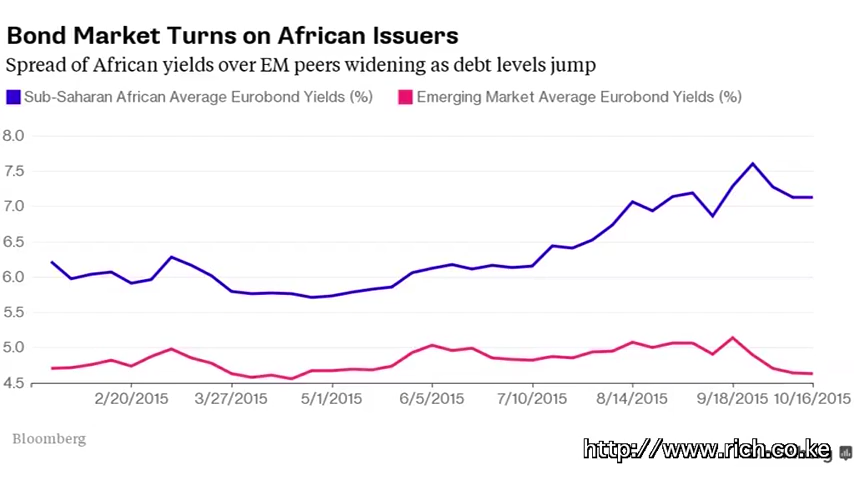 Bond Market Turns on African Issuers
Spread of African yields over EM peers widening as debt levels jump
Sub-Saharan African Average Eurobond Yields (%) Emerging Market Average Eurobond Yields (%)
8.0
7.5
7.0
6.5
6.0
5.5
5.0
4.5
2/20/2015 3/27/2015 5/1/2015 6/5/2015 7/10/2015 8/14/2015 9/18/2015 10/16/2015
Bloomberg
http://www.rich.co.ke